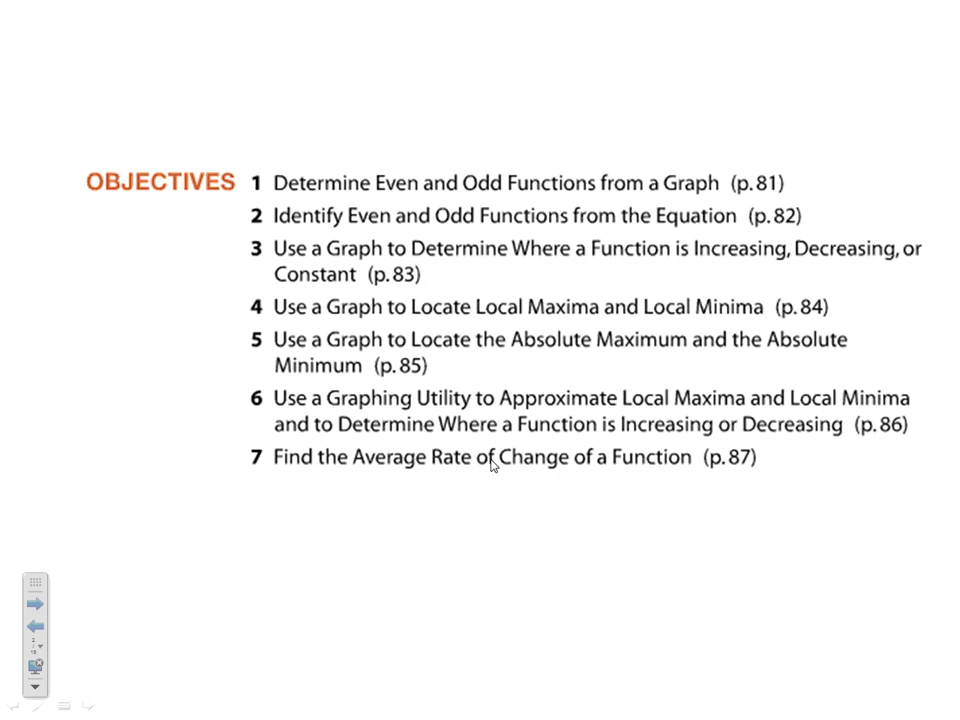 OBJECTIVES 1 Determine Even and Odd Functions from a Graph (p. 81)
2 Identify Even and Odd Functions from the Equation (p. 82)
3 Use a Graph to Determine Where a Function is Increasing, Decreasing, or
Constant (p. 83)
4 Use a Graph to Locate Local Maxima and Local Minima (p. 84)
5 Use a Graph to Locate the Absolute Maximum and the Absolute
Minimum (p. 85)
6 Use a Graphing Utility to Approximate Local Maxima and Local Minima
and to Determine Where a Function is Increasing or Decreasing (p. 86)
7 Find the Average Rate of Change of a Function (p. 87)